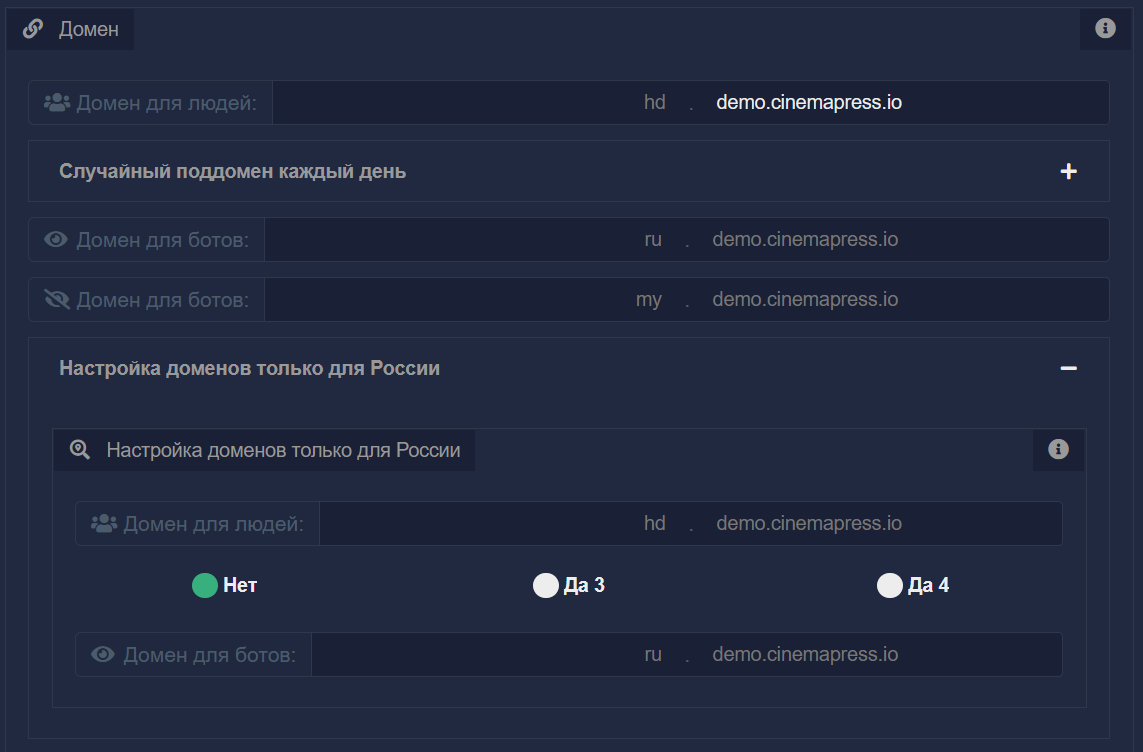 Домен
Домен для людей: hd . demo.cinemapress.io
Случайный поддомен каждый день
Домен для ботов: ru . demo.cinemapress.io
Домен для ботов: my . demo.cinemapress.io
Настройка доменов только для России
Настройка доменов только для России
Домен для людей: hd . demo.cinemapress.io
Нет Да 3 Да 4
Домен для ботов: ru . demo.cinemapress.io